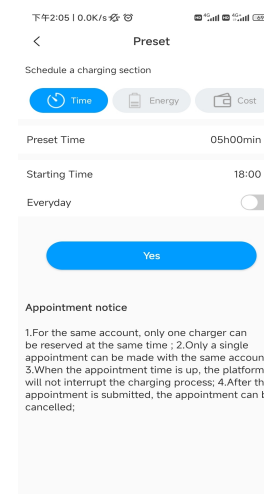 下午2:05 | 0.0K/s
Preset
Schedule a charging section
Time Energy Cost
Preset Time 05h00min
Starting Time 18:00
Everyday
Yes
Appointment notice
1.For the same account, only one charger can
be reserved at the same time ; 2.Only a single
appointment can be made with the same accoun
3.When the appointment time is up, the platform
will not interrupt the charging process; 4.After th
appointment is submitted, the appointment can b
cancelled;